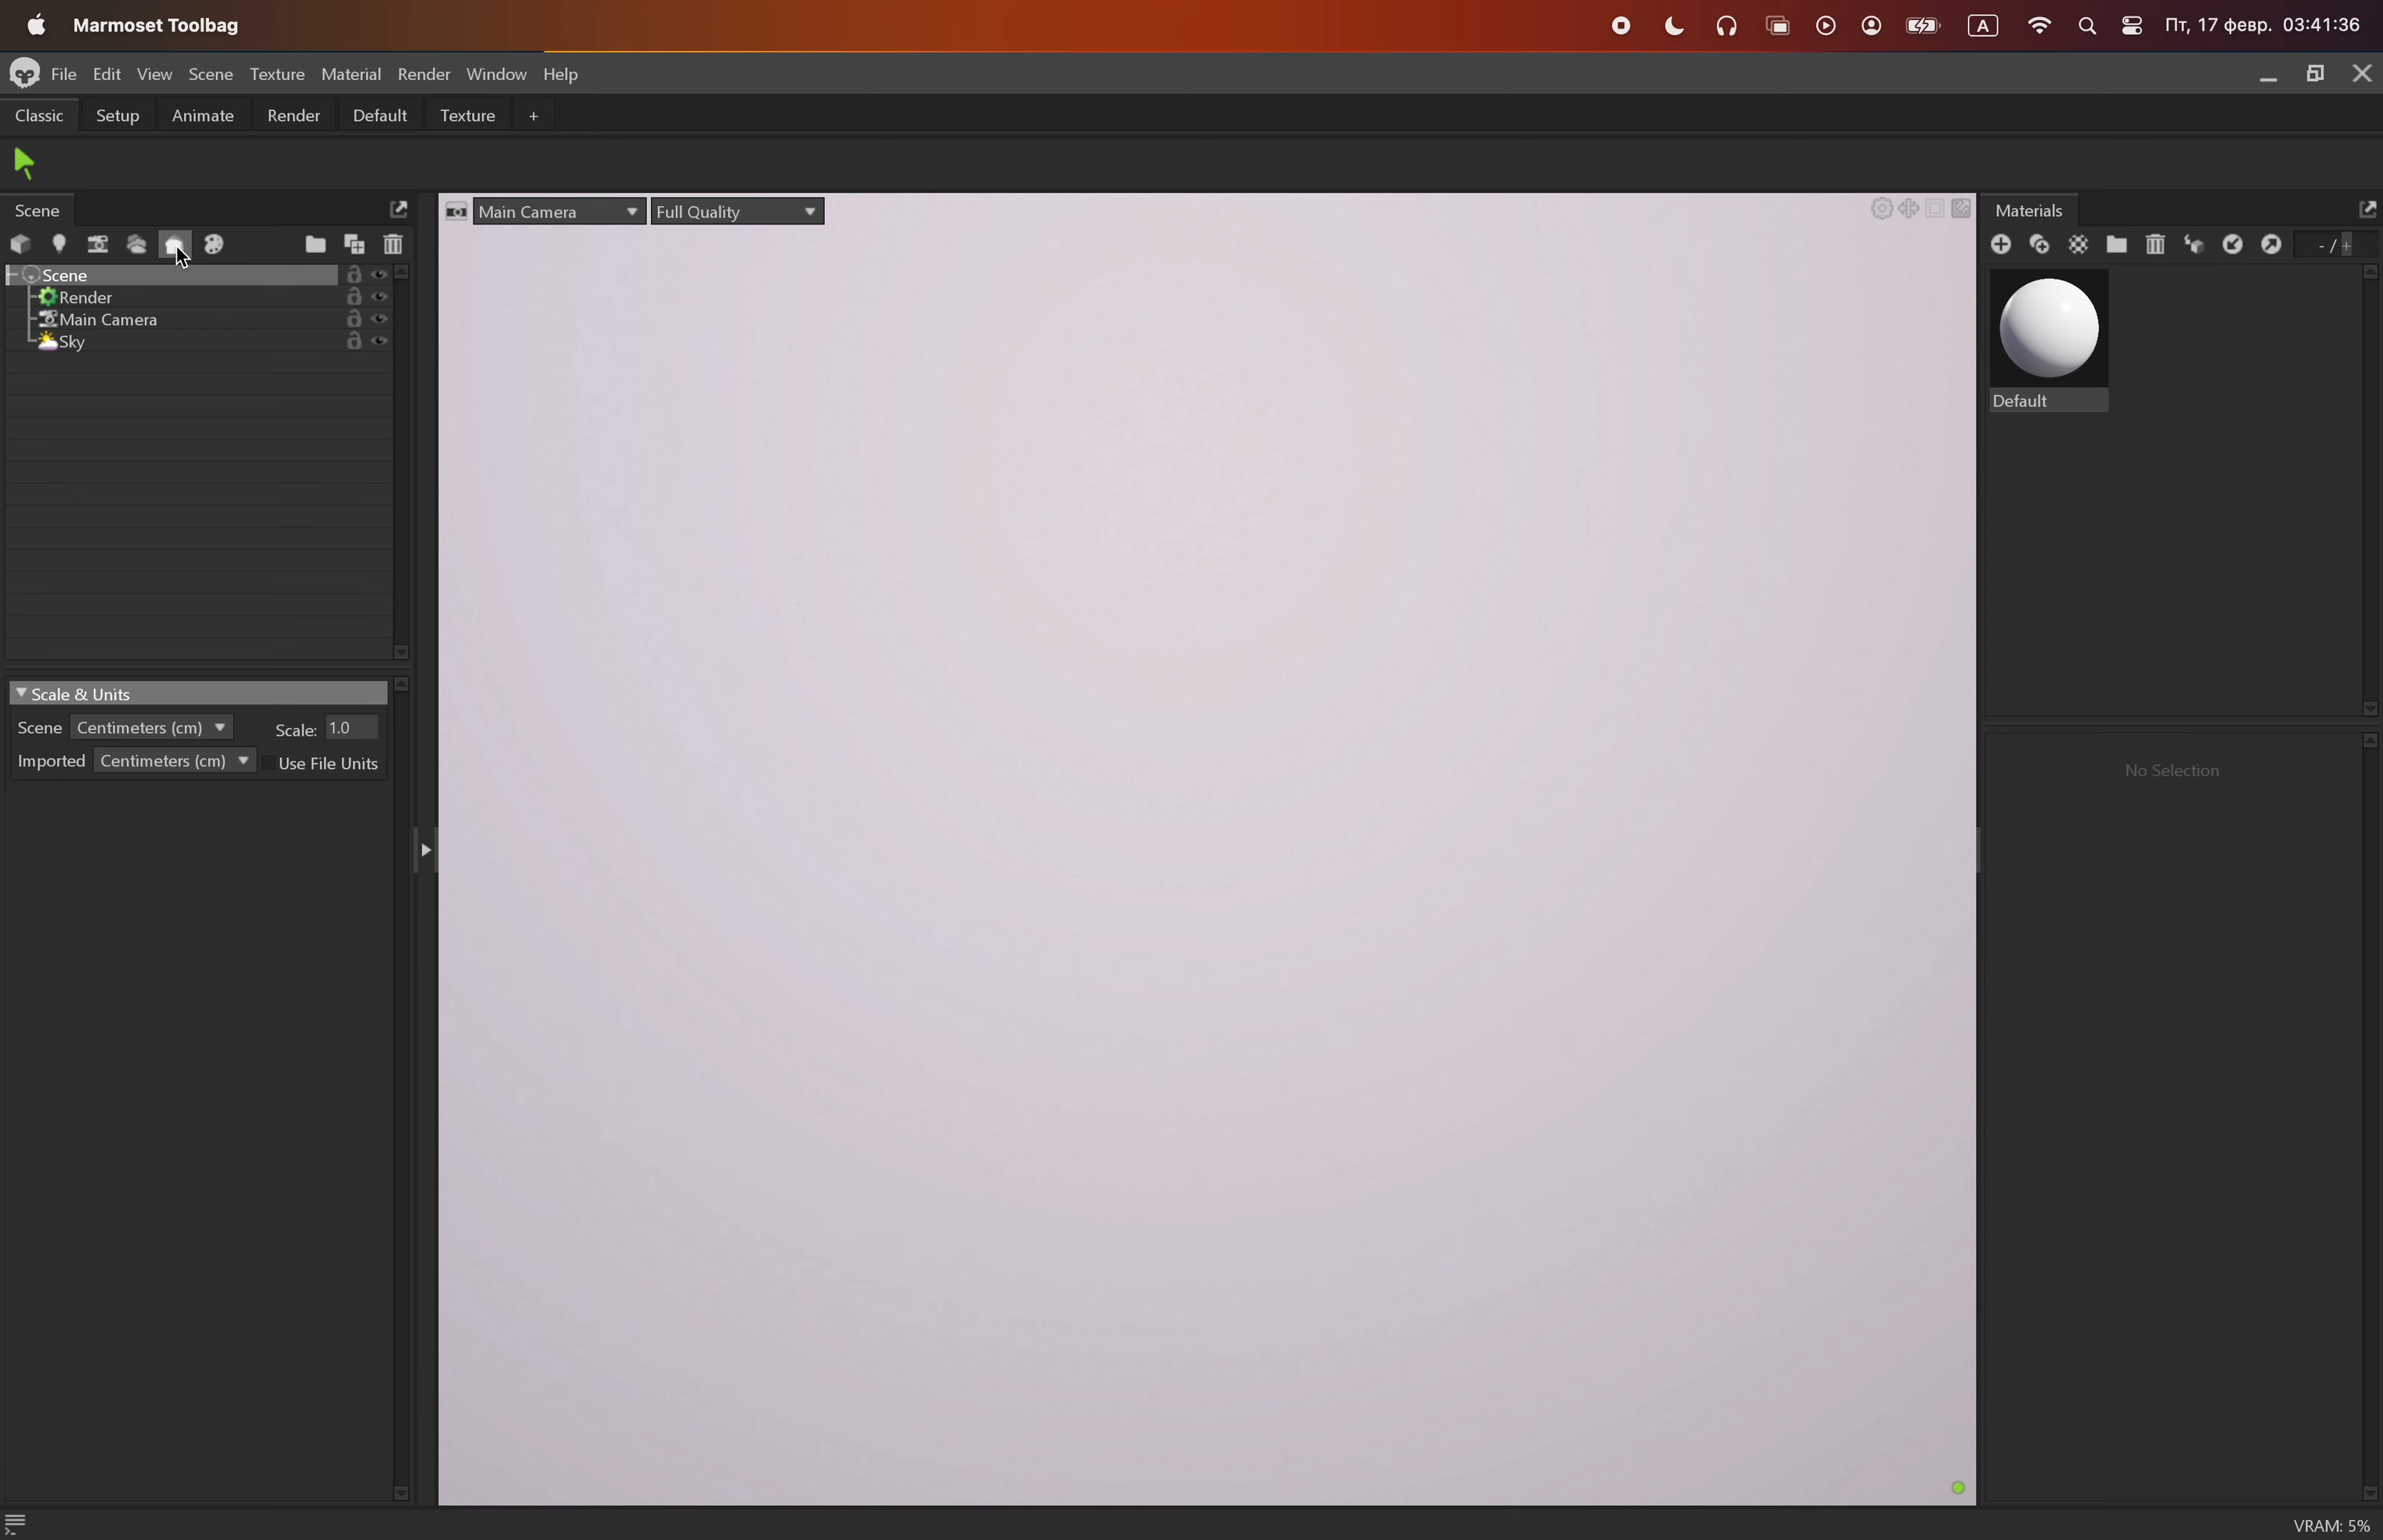 Marmoset Toolbag
A
Пт, 17 февр. 03:41:36
File Edit View Scene Texture Material Render Window Help
Classic Setup Animate Render Default Texture +
Scene
Main Camera Full Quality
Materials
- / +
Scene
Render
Main Camera
Sky
Default
Scale & Units
Scene Centimeters (cm) Scale: 1.0
Imported Centimeters (cm) Use File Units
No Selection
VRAM: 5%